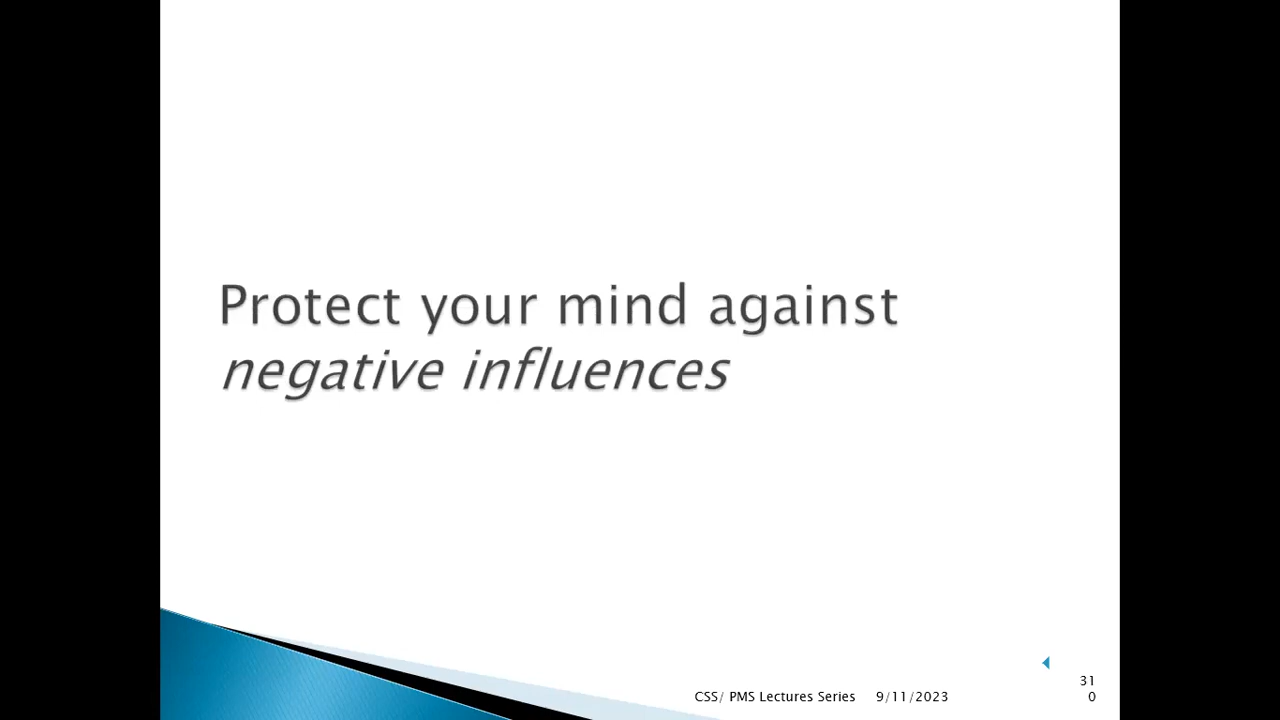 Protect your mind against
negative influences
CSS/ PMS Lectures Series 9/11/2023
31
0